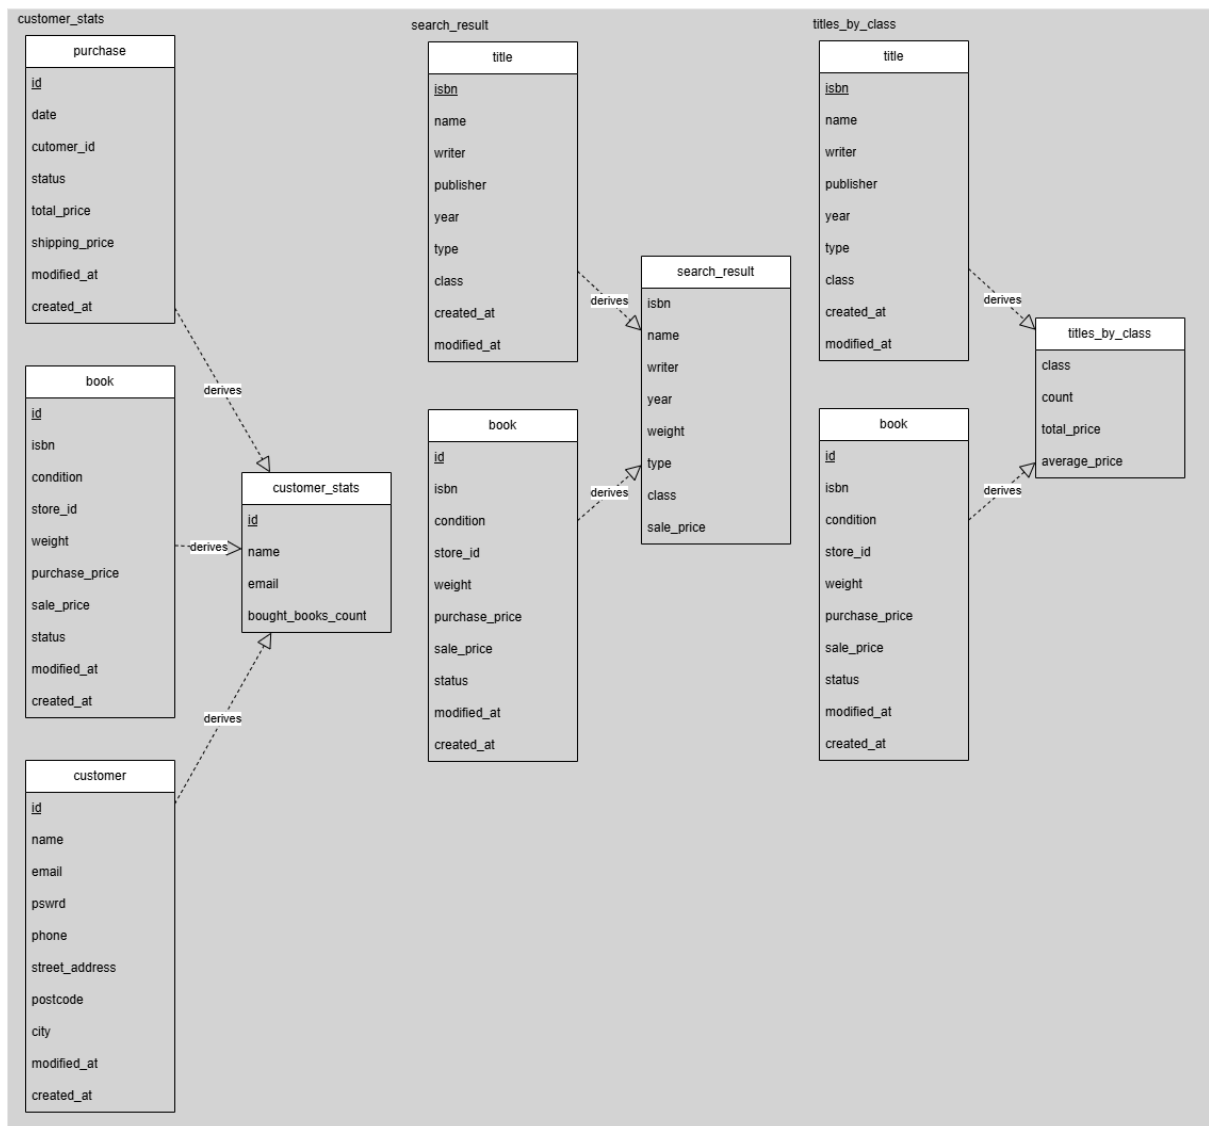 customer_stats
purchase
id
date
cutomer_id
status
total_price
shipping_price
modified_at
created_at
derives
book
id
isbn
condition
store_id
weight
purchase_price
sale_price
status
modified_at
created_at
derives
customer_stats
id
name
email
bought_books_count
derives
customer
id
name
email
pswrd
phone
street_address
postcode
city
modified_at
created_at
search_result
title
isbn
name
writer
publisher
year
type
class
created_at
modified_at
derives
search_result
isbn
name
writer
year
weight
type
class
sale_price
book
id
isbn
condition
store_id
weight
purchase_price
sale_price
status
modified_at
created_at
derives
titles_by_class
title
isbn
name
writer
publisher
year
type
class
created_at
modified_at
derives
titles_by_class
class
count
total_price
average_price
book
id
isbn
condition
store_id
weight
purchase_price
sale_price
status
modified_at
created_at
derives